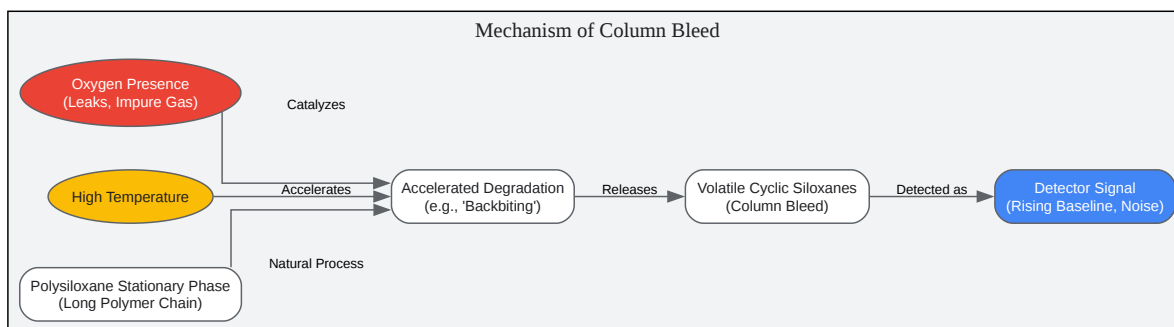 Mechanism of Column Bleed
Oxygen Presence
(Leaks, Impure Gas)
Catalyzes
High Temperature
Accelerates
Accelerated Degradation
(e.g., 'Backbiting')
Releases
Volatile Cyclic Siloxanes
(Column Bleed)
Detected as
Detector Signal
(Rising Baseline, Noise)
Natural Process
Polysiloxane Stationary Phase
(Long Polymer Chain)